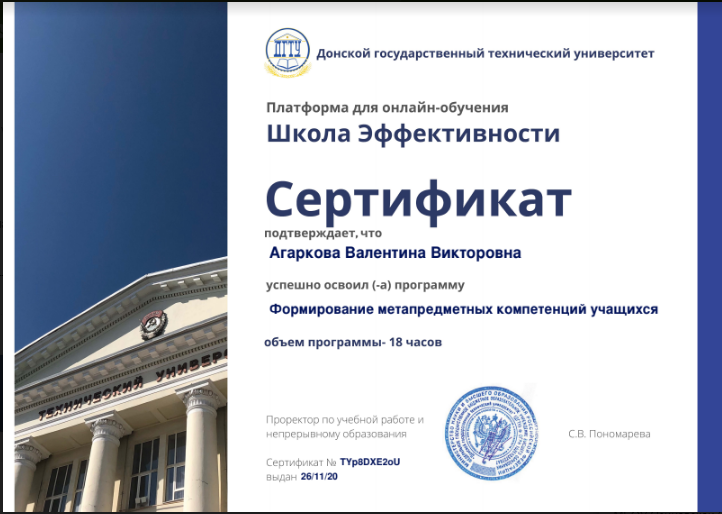 ДГТУ
Донской государственный технический университет
Платформа для онлайн-обучения
Школа Эффективности
Сертификат
подтверждает, что
Агаркова Валентина Викторовна
успешно освоил (-а) программу
Формирование метапредметных компетенций учащихся
объем программы- 18 часов
ТЕХНИЧЕСКИЙ УНИВЕР
Проректор по учебной работе и
непрерывному образования
С.В. Пономарева
Сертификат № TYp8DXE2oU
выдан 26/11/20